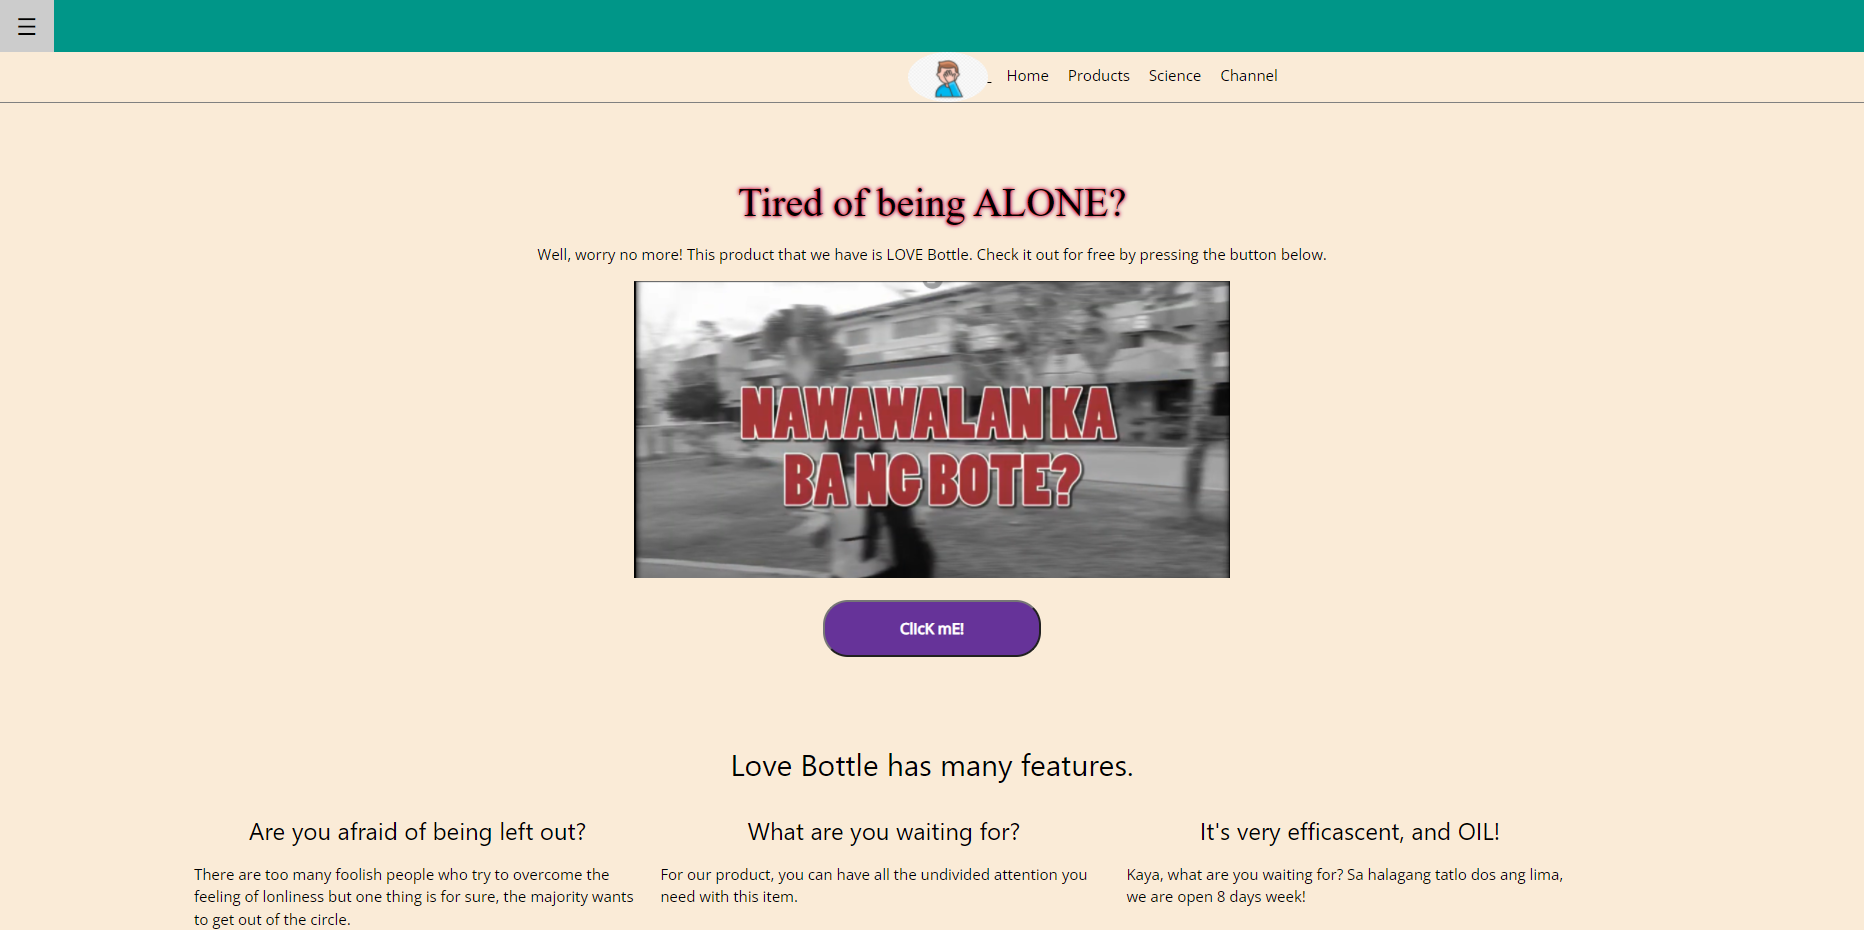 ☰
Home Products Science Channel
Tired of being ALONE?
Well, worry no more! This product that we have is LOVE Bottle. Check it out for free by pressing the button below.
NAWAWALAN KA
BA NG BOTE?
ClIcK mE!
Love Bottle has many features.
Are you afraid of being left out?
There are too many foolish people who try to overcome the
feeling of lonliness but one thing is for sure, the majority wants
to get out of the circle.
What are you waiting for?
For our product, you can have all the undivided attention you
need with this item.
It's very efficascent, and OIL!
Kaya, what are you waiting for? Sa halagang tatlo dos ang lima,
we are open 8 days week!